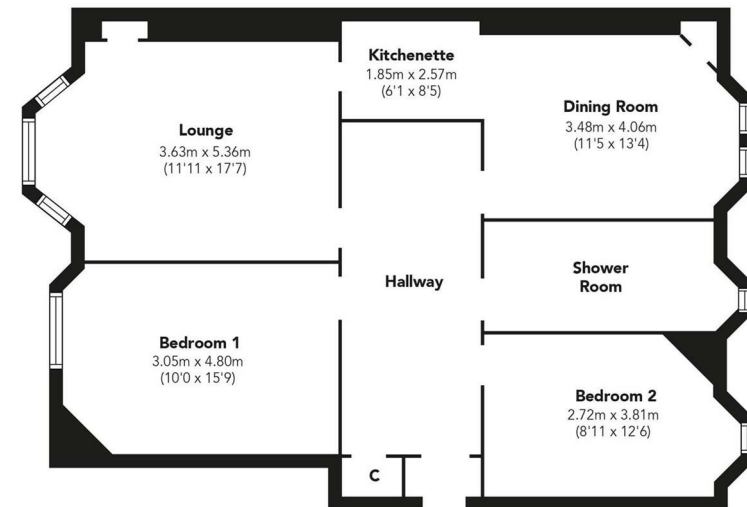 Kitchenette
1.85m x 2.57m
(6'1 x 8'5)
Lounge
3.63m x 5.36m
(11'11 x 17'7)
Dining Room
3.48m x 4.06m
(11'5 x 13'4)
Hallway
Shower
Room
Bedroom 1
3.05m x 4.80m
(10'0 x 15'9)
Bedroom 2
2.72m x 3.81m
(8'11 x 12'6)
C